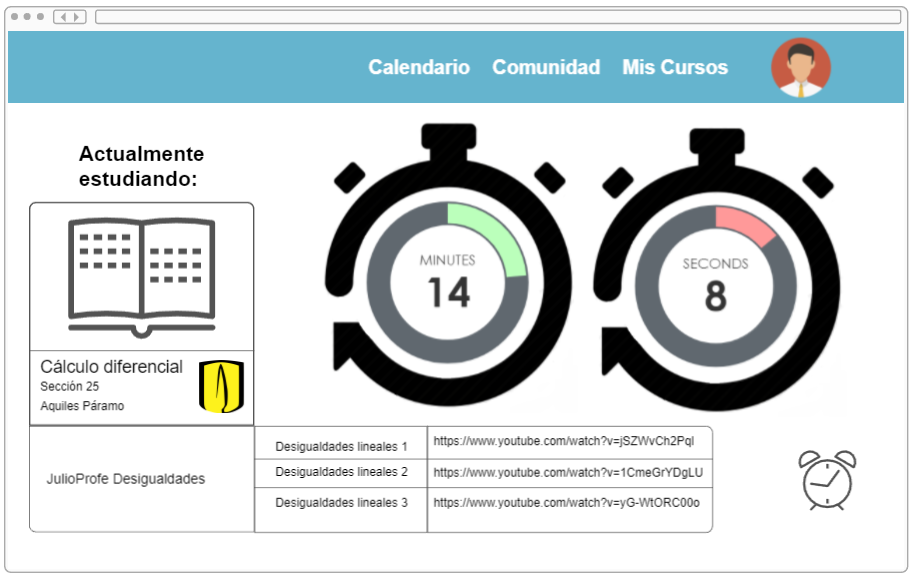 Calendario Comunidad Mis Cursos
Actualmente
estudiando:
MINUTES
14
SECONDS
8
Cálculo diferencial
Sección 25
Aquiles Páramo
JulioProfe Desigualdades
Desigualdades lineales 1 https://www.youtube.com/watch?v=jSZWvCh2PqI
Desigualdades lineales 2 https://www.youtube.com/watch?v=1CmeGrYDgLU
Desigualdades lineales 3 https://www.youtube.com/watch?v=yG-WtORC00o